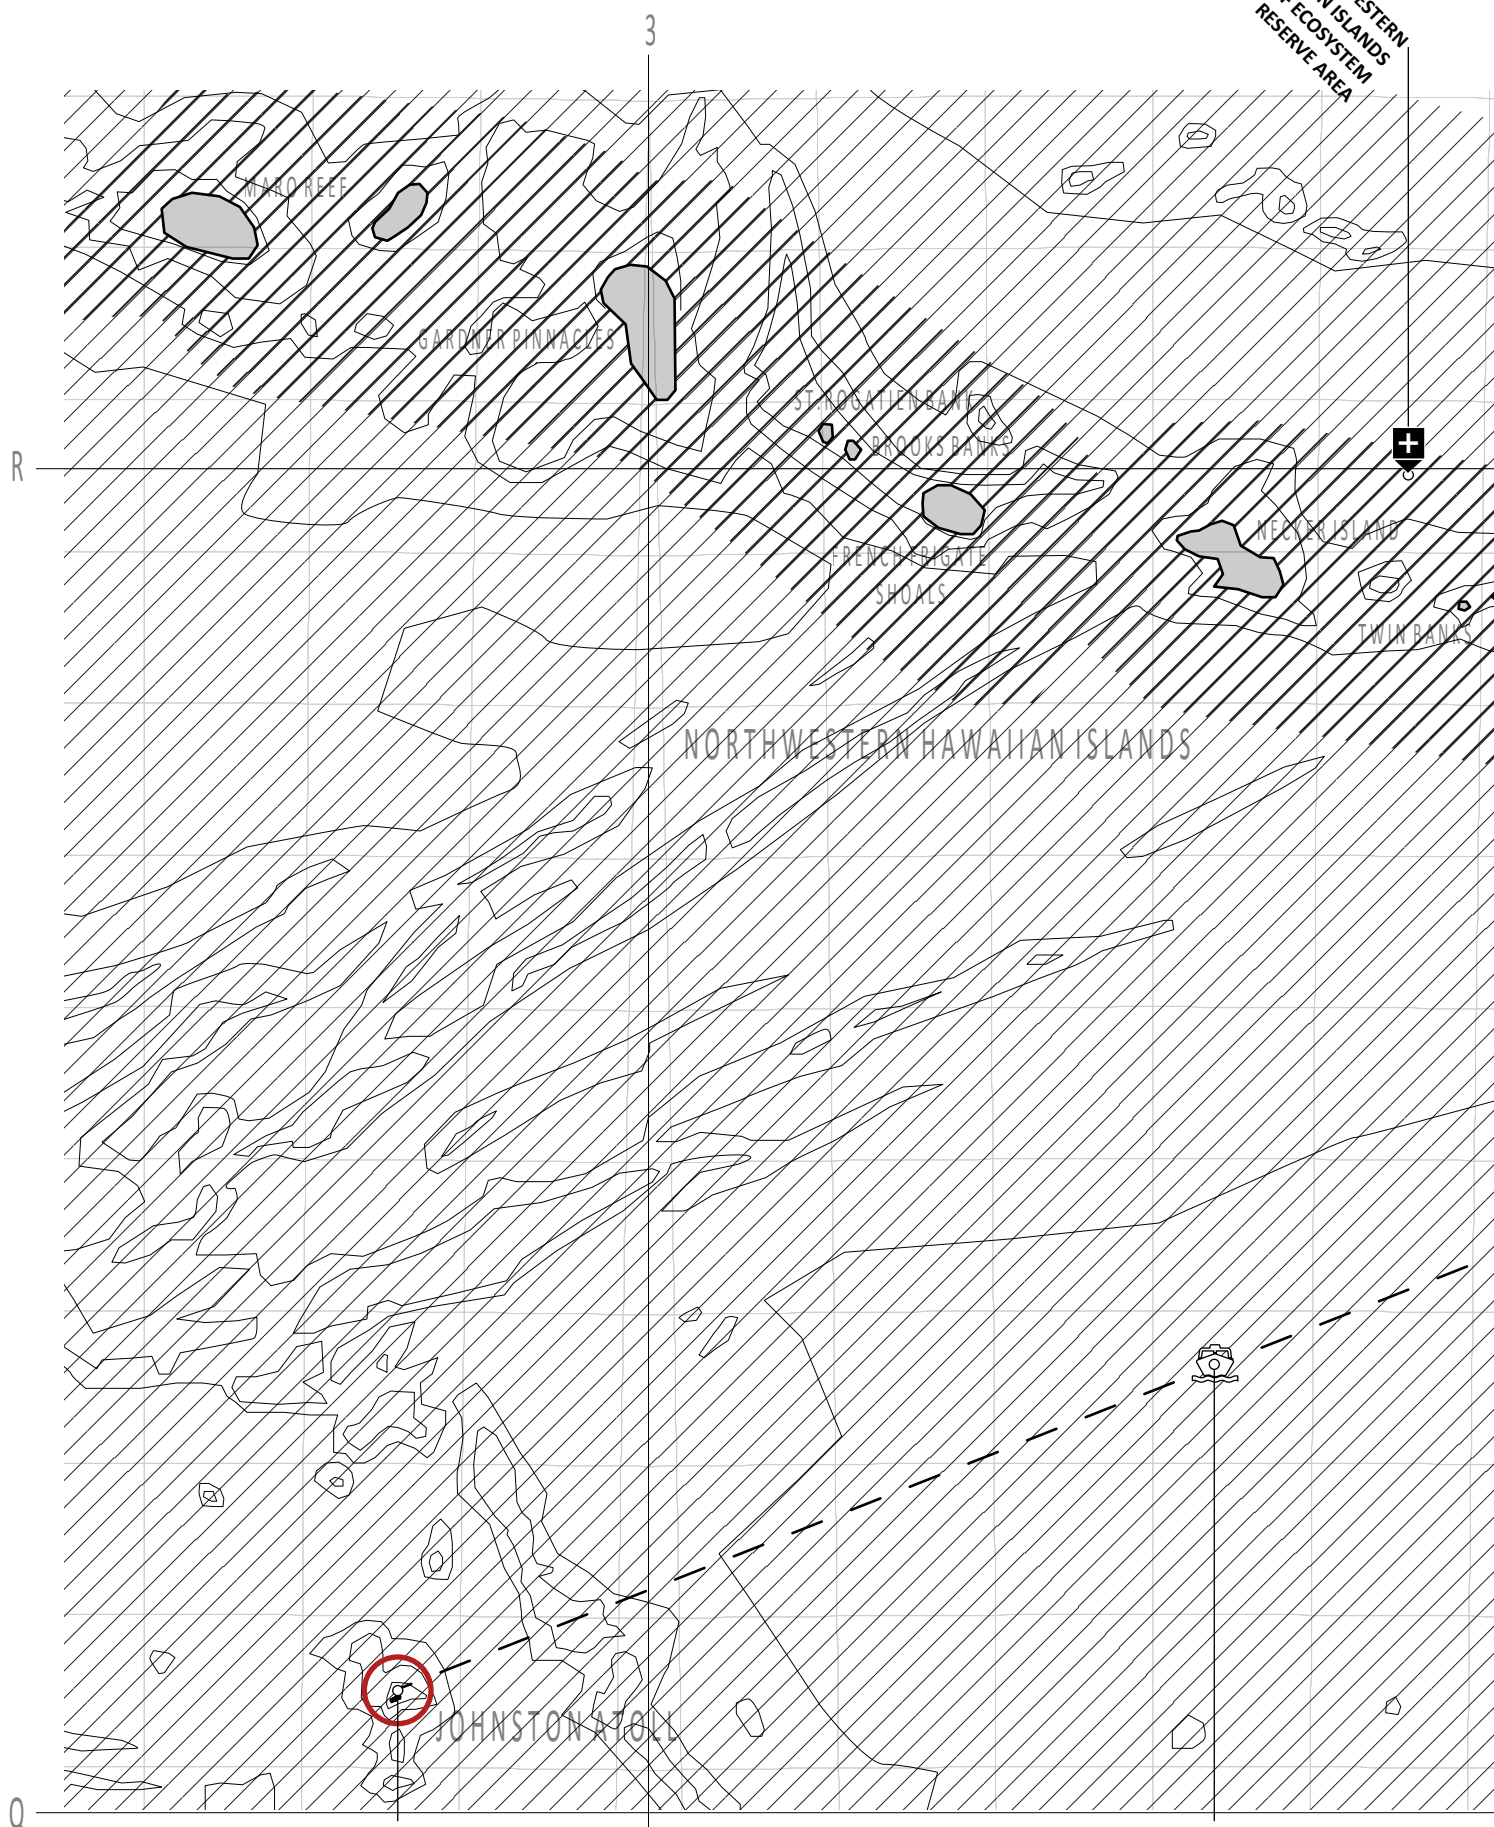 3
ESTERN
N ISLANDS
ECOSYSTEM
RESERVE AREA
MARO REEF
GARDNER PINNACLES
ST. ROGATIEN BANK
BROOKS BANKS
R
NECKER ISLAND
FRENCH FRIGATE
SHOALS
TWIN BANKS
NORTHWESTERN HAWAIIAN ISLANDS
JOHNSTON ATOLL
Q